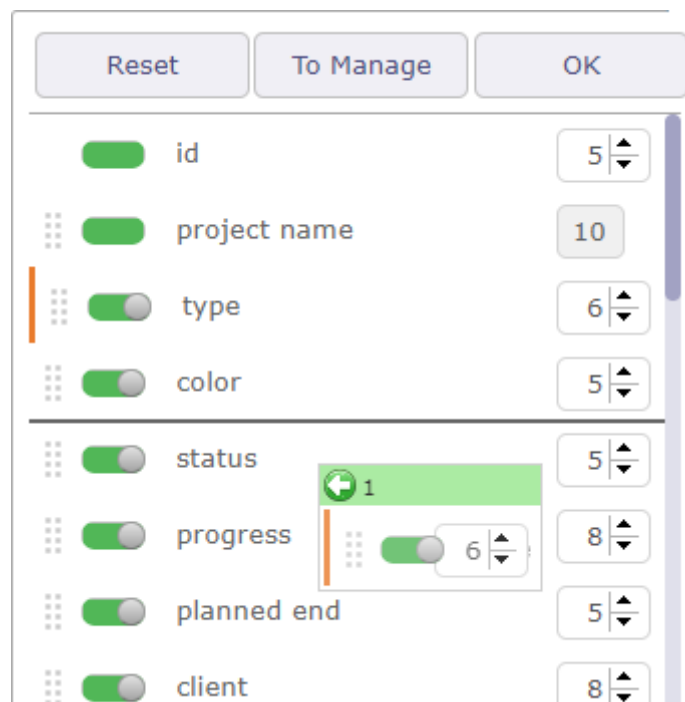 Reset To Manage OK
id 5
project name 10
type 6
color 5
status 5
1
progress 8
6
planned end 5
client 8